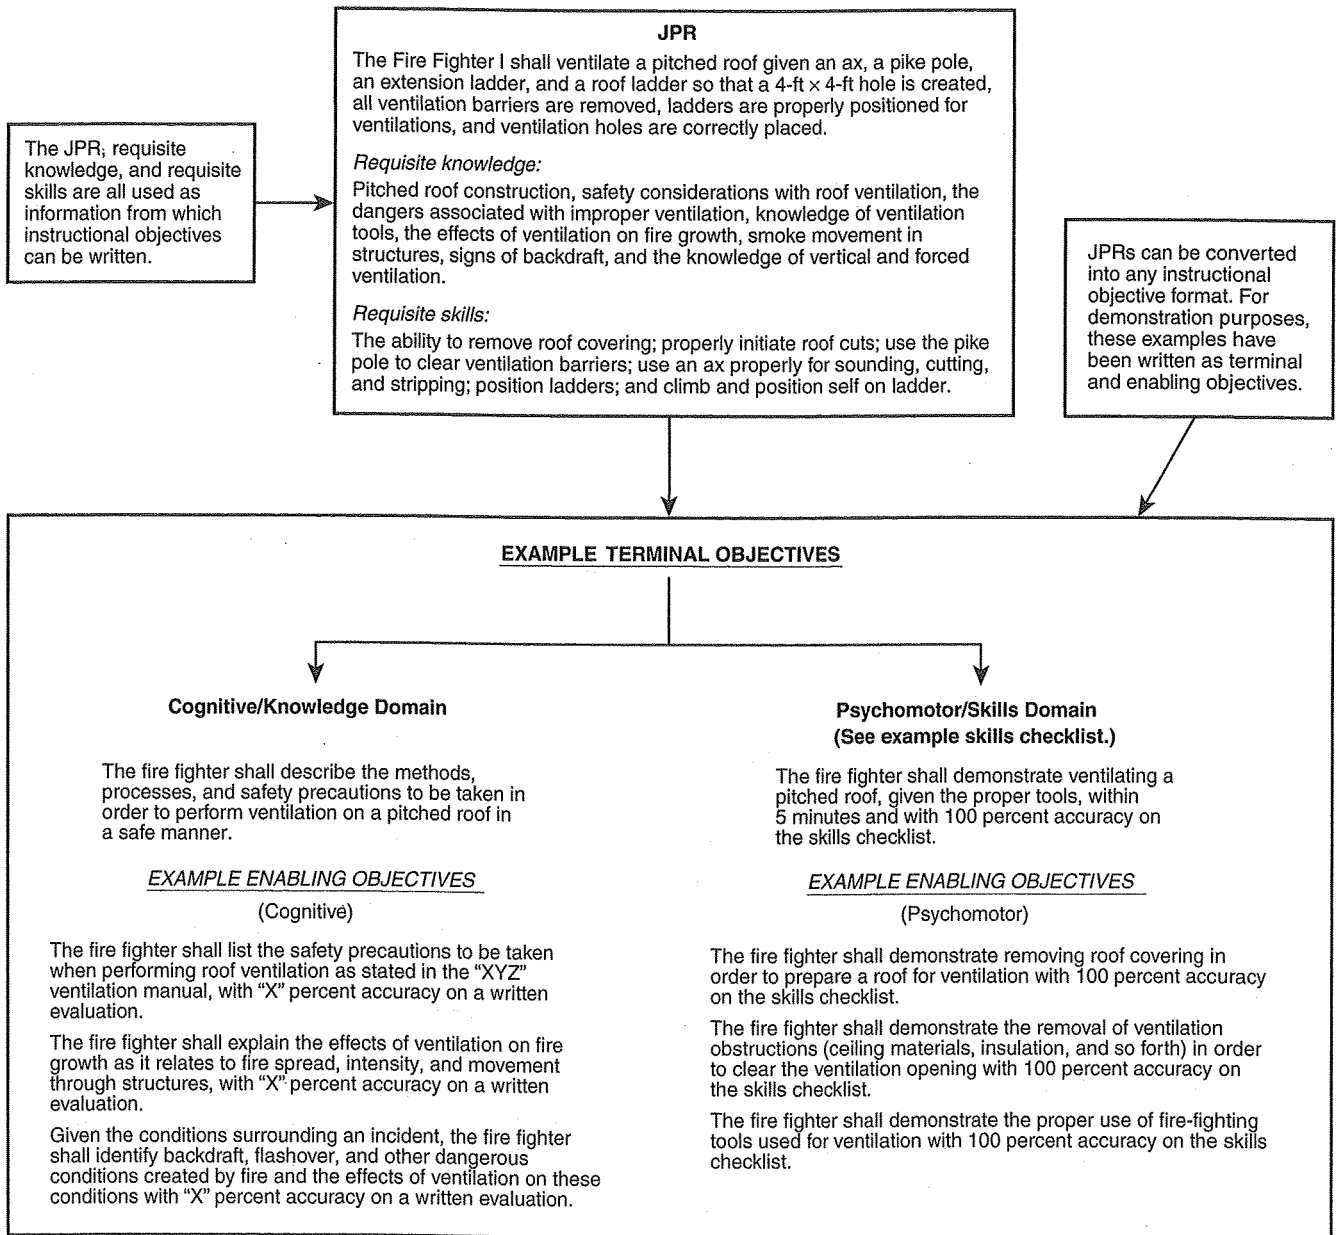 JPR
The Fire Fighter I shall ventilate a pitched roof given an ax, a pike pole,
an extension ladder, and a roof ladder so that a 4-ft × 4-ft hole is created,
all ventilation barriers are removed, ladders are properly positioned for
ventilations, and ventilation holes are correctly placed.
Requisite knowledge:
Pitched roof construction, safety considerations with roof ventilation, the
dangers associated with improper ventilation, knowledge of ventilation
tools, the effects of ventilation on fire growth, smoke movement in
structures, signs of backdraft, and the knowledge of vertical and forced
ventilation.
Requisite skills:
The ability to remove roof covering; properly initiate roof cuts; use the pike
pole to clear ventilation barriers; use an ax properly for sounding, cutting,
and stripping; position ladders; and climb and position self on ladder.
The JPR, requisite
knowledge, and requisite
skills are all used as
information from which
instructional objectives
can be written.
JPRs can be converted
into any instructional
objective format. For
demonstration purposes,
these examples have
been written as terminal
and enabling objectives.
EXAMPLE TERMINAL OBJECTIVES
Cognitive/Knowledge Domain
The fire fighter shall describe the methods,
processes, and safety precautions to be taken in
order to perform ventilation on a pitched roof in
a safe manner.
EXAMPLE ENABLING OBJECTIVES
(Cognitive)
The fire fighter shall list the safety precautions to be taken
when performing roof ventilation as stated in the “XYZ”
ventilation manual, with “X” percent accuracy on a written
evaluation.
The fire fighter shall explain the effects of ventilation on fire
growth as it relates to fire spread, intensity, and movement
through structures, with “X” percent accuracy on a written
evaluation.
Given the conditions surrounding an incident, the fire fighter
shall identify backdraft, flashover, and other dangerous
conditions created by fire and the effects of ventilation on these
conditions with “X” percent accuracy on a written evaluation.
Psychomotor/Skills Domain
(See example skills checklist.)
The fire fighter shall demonstrate ventilating a
pitched roof, given the proper tools, within
5 minutes and with 100 percent accuracy on
the skills checklist.
EXAMPLE ENABLING OBJECTIVES
(Psychomotor)
The fire fighter shall demonstrate removing roof covering in
order to prepare a roof for ventilation with 100 percent accuracy
on the skills checklist.
The fire fighter shall demonstrate the removal of ventilation
obstructions (ceiling materials, insulation, and so forth) in order
to clear the ventilation opening with 100 percent accuracy on
the skills checklist.
The fire fighter shall demonstrate the proper use of fire-fighting
tools used for ventilation with 100 percent accuracy on the skills
checklist.